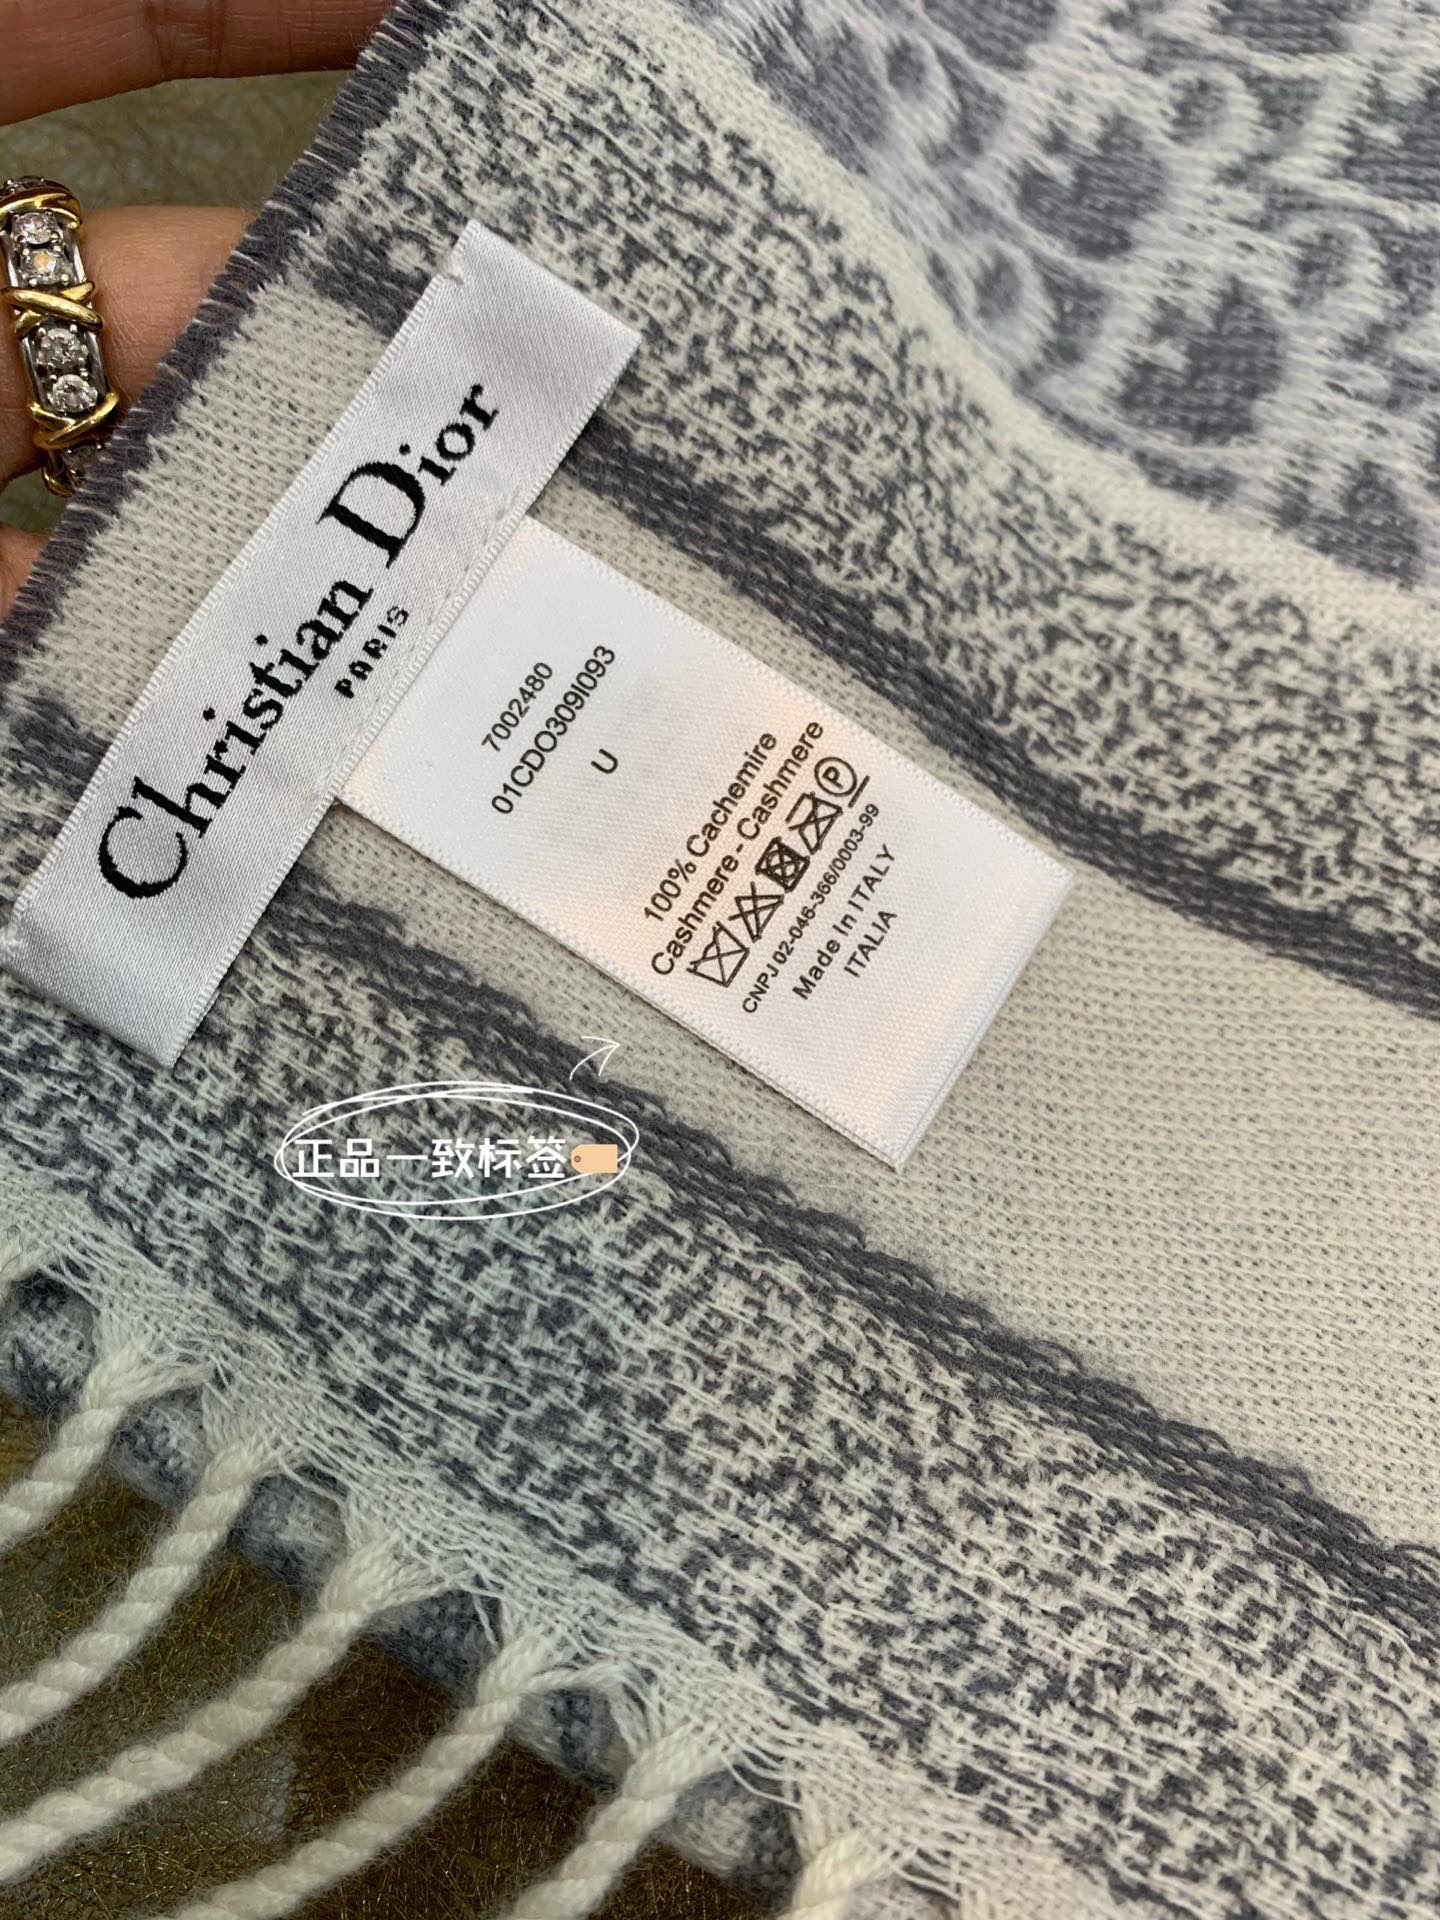 Christian Dior
PARIS
7002480
01CDO309I093
U
100% Cachemire
Cashmere - Cashmere
P
CNPJ 02-046-366/0003-99
Made In ITALY
ITALIA
正品一致标签